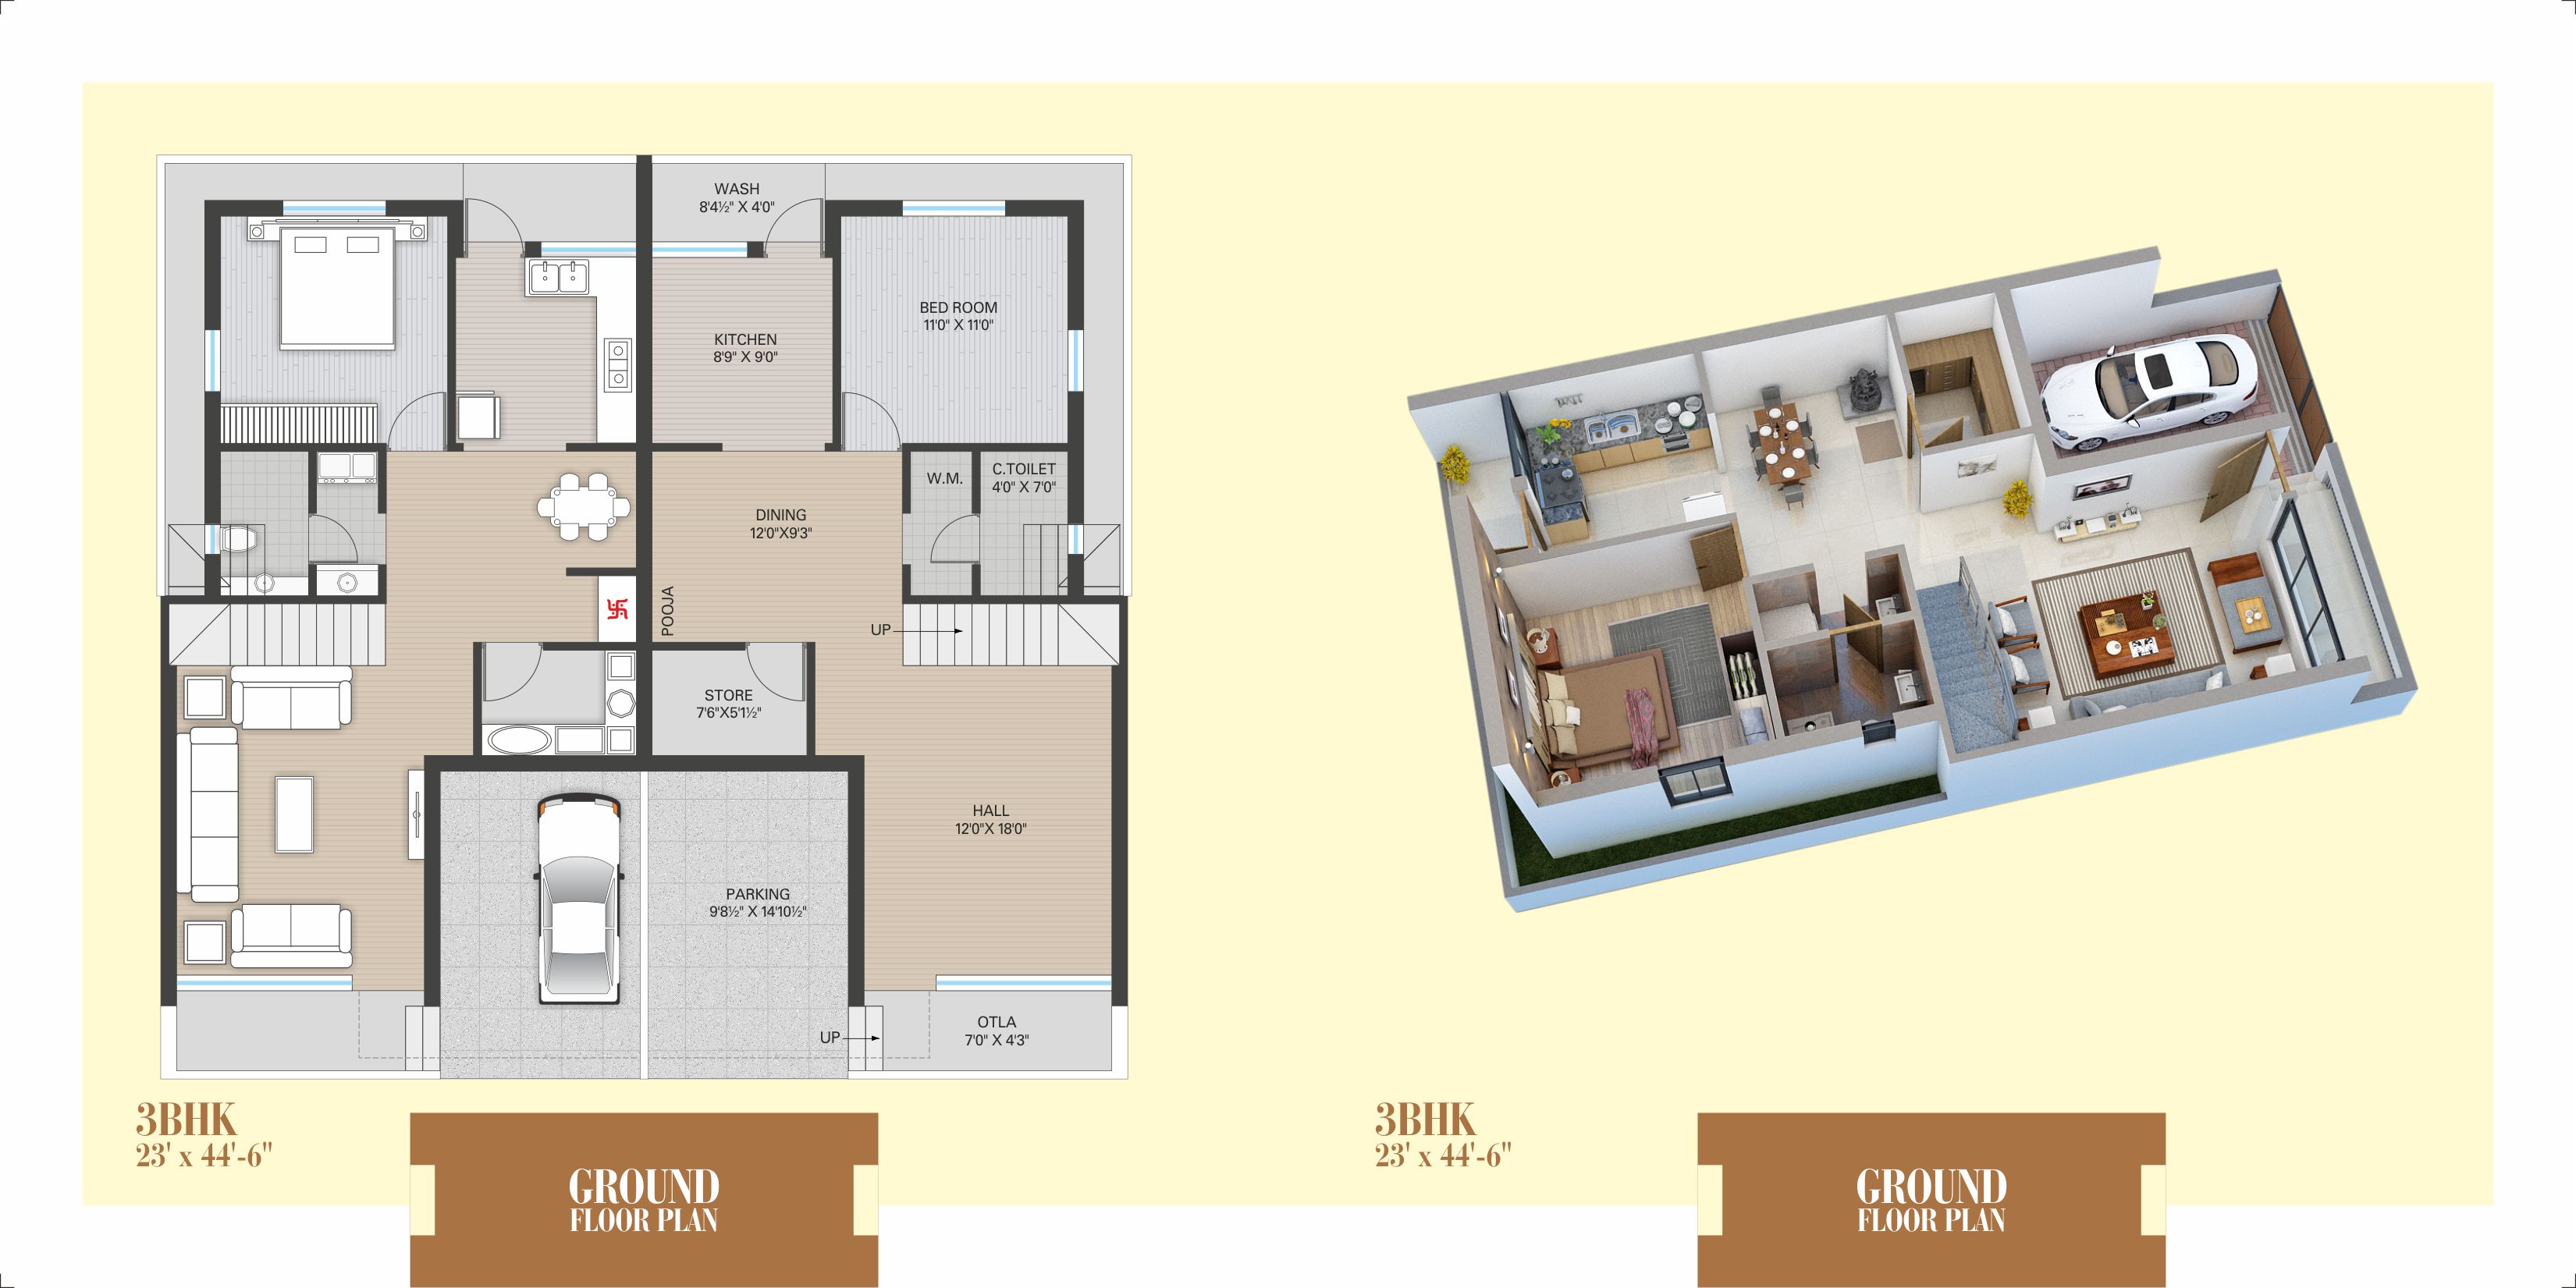 WASH
8'4½" X 4'0"
BED ROOM
11'0" X 11'0"
KITCHEN
8'9" X 9'0"
W.M.
C.TOILET
4'0" X 7'0"
DINING
12'0"X9'3"
POOJA
UP
STORE
7'6"X5'1½"
HALL
12'0"X 18'0"
PARKING
9'8½" X 14'10½"
UP
OTLA
7'0" X 4'3"
3BHK
23' x 44'-6"
GROUND
FLOOR PLAN
3BHK
23' x 44'-6"
GROUND
FLOOR PLAN